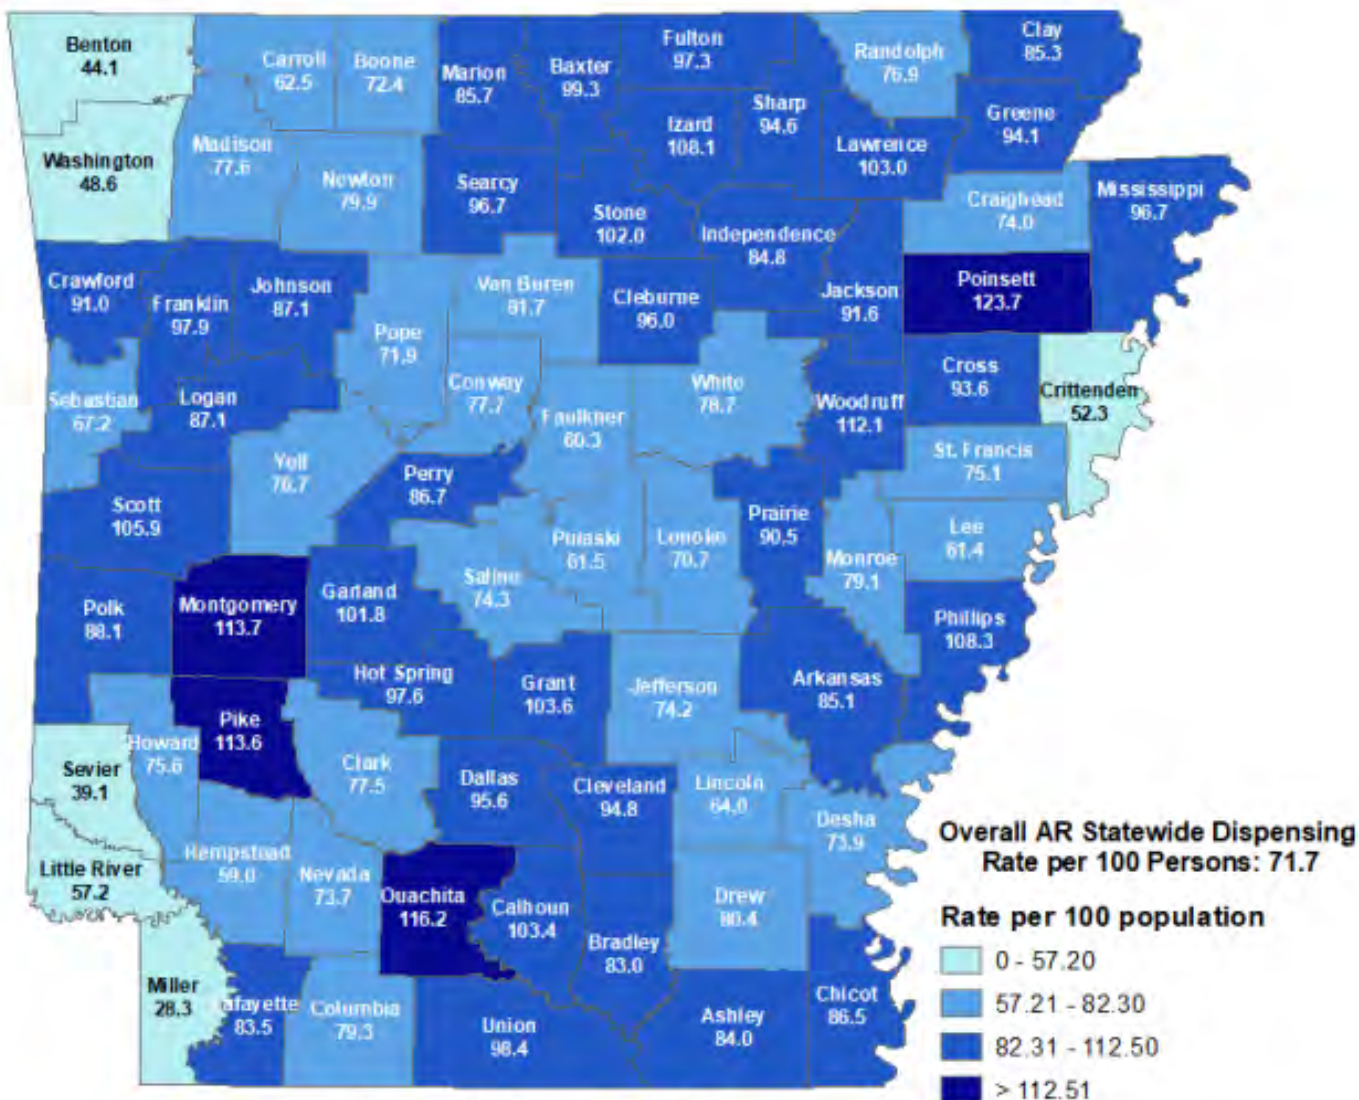 Benton
44.1
Carroll
62.5
Boone
72.4
Marion
85.7
Baxter
99.3
Fulton
97.3
Randolph
76.9
Clay
85.3
Washington
48.6
Madison
77.6
Newton
79.9
Searcy
96.7
Izard
108.1
Sharp
94.6
Lawrence
103.0
Greene
94.1
Stone
102.0
Independence
84.8
Craighead
74.0
Mississippi
96.7
Crawford
91.0
Franklin
97.9
Johnson
87.1
Pope
71.9
Van Buren
81.7
Cleburne
96.0
Jackson
91.6
Poinsett
123.7
Sebastian
67.2
Logan
87.1
Conway
77.7
Faulkner
60.3
White
78.7
Woodruff
112.1
Cross
93.6
Crittenden
52.3
Scott
105.9
Yell
76.7
Perry
86.7
St. Francis
75.1
Prairie
90.5
Lee
61.4
Pulaski
61.5
Lonoke
70.7
Monroe
79.1
Saline
74.3
Polk
88.1
Montgomery
113.7
Garland
101.8
Phillips
108.3
Hot Spring
97.6
Grant
103.6
Jefferson
74.2
Arkansas
85.1
Sevier
39.1
Howard
75.6
Pike
113.6
Clark
77.5
Dallas
95.6
Cleveland
94.8
Lincoln
64.0
Desha
73.9
Little River
57.2
Hempstead
59.0
Nevada
73.7
Ouachita
116.2
Calhoun
103.4
Bradley
83.0
Drew
80.4
Miller
28.3
afayette
83.5
Columbia
79.3
Union
98.4
Ashley
84.0
Chicot
86.5
Overall AR Statewide Dispensing
Rate per 100 Persons: 71.7
Rate per 100 population
0 - 57.20
57.21 - 82.30
82.31 - 112.50
> 112.51